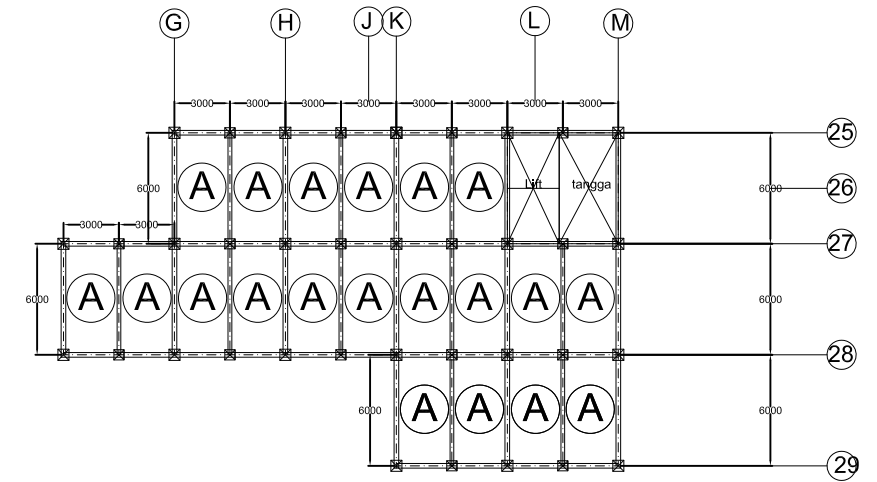 G H J K L M
3000 3000 3000 3000 3000 3000 3000 3000
25
A A A A A A Lift tangga
6000 6000 26
3000 3000
27
A A A A A A A A A A
6000 6000
28
A A A A
6000 6000
29